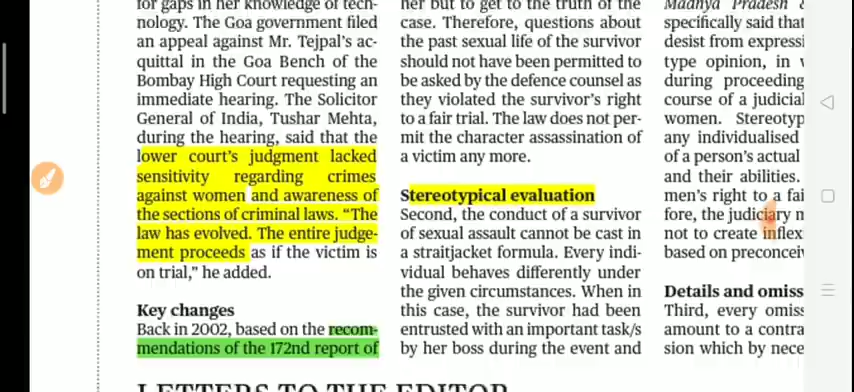 for gaps in her knowledge of tech-
nology. The Goa government filed
an appeal against Mr. Tejpal's ac-
quittal in the Goa Bench of the
Bombay High Court requesting an
immediate hearing. The Solicitor
General of India, Tushar Mehta,
during the hearing, said that the
lower court's judgment lacked
sensitivity regarding crimes
against women and awareness of
the sections of criminal laws. “The
law has evolved. The entire judge-
ment proceeds as if the victim is
on trial,” he added.
Key changes
Back in 2002, based on the recom-
mendations of the 172nd report of
her but to get to the truth of the
case. Therefore, questions about
the past sexual life of the survivor
should not have been permitted to
be asked by the defence counsel as
they violated the survivor's right
to a fair trial. The law does not per-
mit the character assassination of
a victim any more.
Stereotypical evaluation
Second, the conduct of a survivor
of sexual assault cannot be cast in
a straitjacket formula. Every indi-
vidual behaves differently under
the given circumstances. When in
this case, the survivor had been
entrusted with an important task/s
by her boss during the event and
Madhya Pradesh
specifically said that
desist from expressi
type opinion, in
during proceeding
course of a judicial
women. Stereotyp
any individualised
of a person's actual
and their abilities.
men's right to a fai
fore, the judiciary
not to create inflex
based on preconcei
Details and omiss
Third, every omiss
amount to a contra
sion which by nece
LETTERS TO THE EDITOR